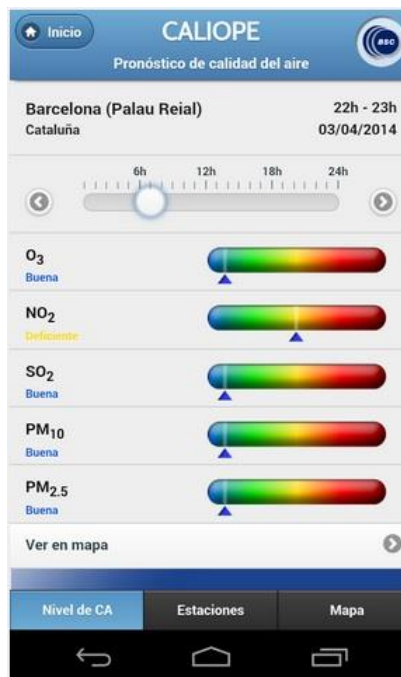 Inicio
CALIOPE
BSC
Pronóstico de calidad del aire
Barcelona (Palau Reial)
22h - 23h
Cataluña
03/04/2014
6h 12h 18h 24h
O3
Buena
NO2
Deficiente
SO2
Buena
PM10
Buena
PM2.5
Buena
Ver en mapa
Nivel de CA
Estaciones
Mapa